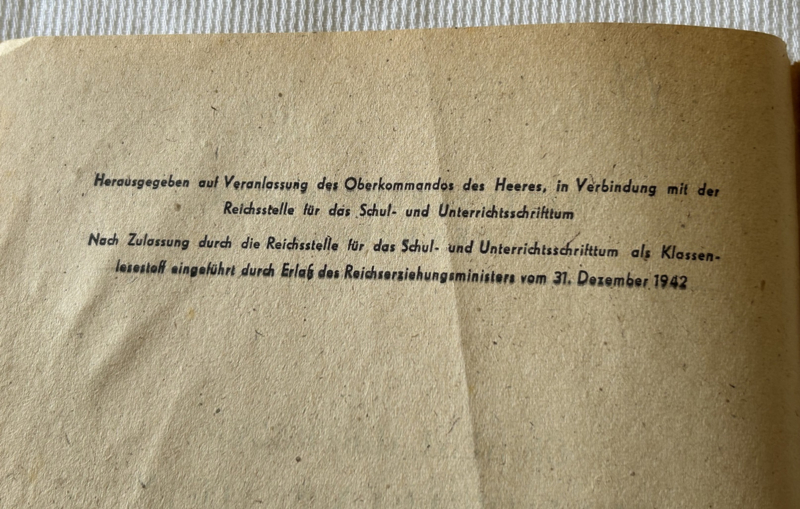 Herausgegeben auf Veranlassung des Oberkommandos des Heeres, in Verbindung mit der
Reichsstelle für das Schul- und Unterrichtsschrifttum
Nach Zulassung durch die Reichsstelle für das Schul- und Unterrichtsschrifttum als Klassen-
lesestoff eingeführt durch Erlaß des Reichserziehungsministers vom 31. Dezember 1942